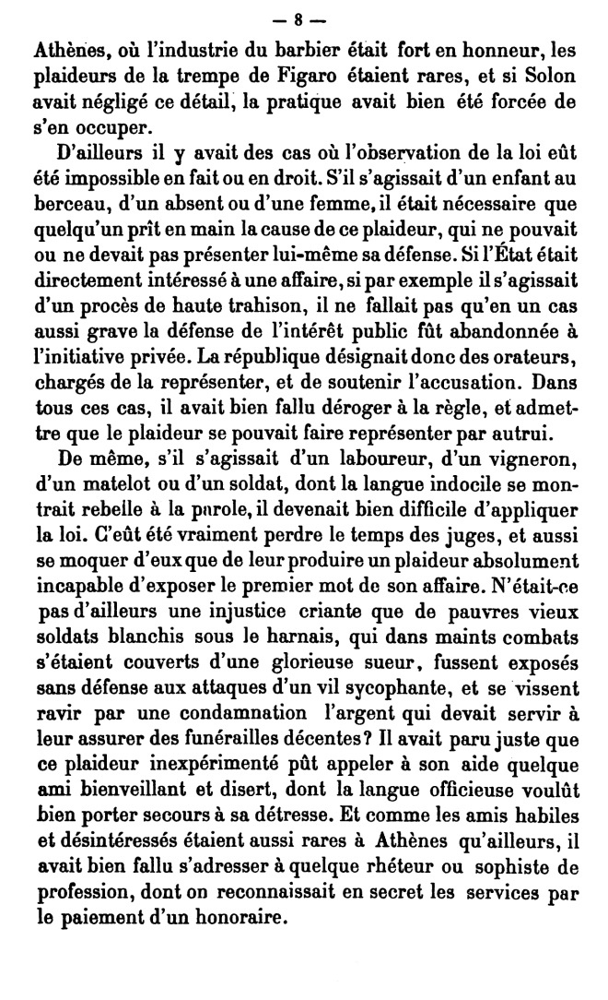 — 8 —
Athènes, où l'industrie du barbier était fort en honneur, les
plaideurs de la trempe de Figaro étaient rares, et si Solon
avait négligé ce détail, la pratique avait bien été forcée de
s'en occuper.
D'ailleurs il y avait des cas où l'observation de la loi eût
été impossible en fait ou en droit. S'il s'agissait d'un enfant au
berceau, d'un absent ou d'une femme, il était nécessaire que
quelqu'un prît en main la cause de ce plaideur, qui ne pouvait
ou ne devait pas présenter lui-même sa défense. Si l'État était
directement intéressé à une affaire, si par exemple il s'agissait
d'un procès de haute trahison, il ne fallait pas qu'en un cas
aussi grave la défense de l'intérêt public fût abandonnée à
l'initiative privée. La république désignait donc des orateurs,
chargés de la représenter, et de soutenir l'accusation. Dans
tous ces cas, il avait bien fallu déroger à la règle, et admet-
tre que le plaideur se pouvait faire représenter par autrui.
De même, s'il s'agissait d'un laboureur, d'un vigneron,
d'un matelot ou d'un soldat, dont la langue indocile se mon-
trait rebelle à la parole, il devenait bien difficile d'appliquer
la loi. C'eût été vraiment perdre le temps des juges, et aussi
se moquer d'eux que de leur produire un plaideur absolument
incapable d'exposer le premier mot de son affaire. N'était-ce
pas d'ailleurs une injustice criante que de pauvres vieux
soldats blanchis sous le harnais, qui dans maints combats
s'étaient couverts d'une glorieuse sueur, fussent exposés
sans défense aux attaques d'un vil sycophante, et se vissent
ravir par une condamnation l'argent qui devait servir à
leur assurer des funérailles décentes? Il avait paru juste que
ce plaideur inexpérimenté pût appeler à son aide quelque
ami bienveillant et disert, dont la langue officieuse voulût
bien porter secours à sa détresse. Et comme les amis habiles
et désintéressés étaient aussi rares à Athènes qu'ailleurs, il
avait bien fallu s'adresser à quelque rhéteur ou sophiste de
profession, dont on reconnaissait en secret les services par
le paiement d'un honoraire.